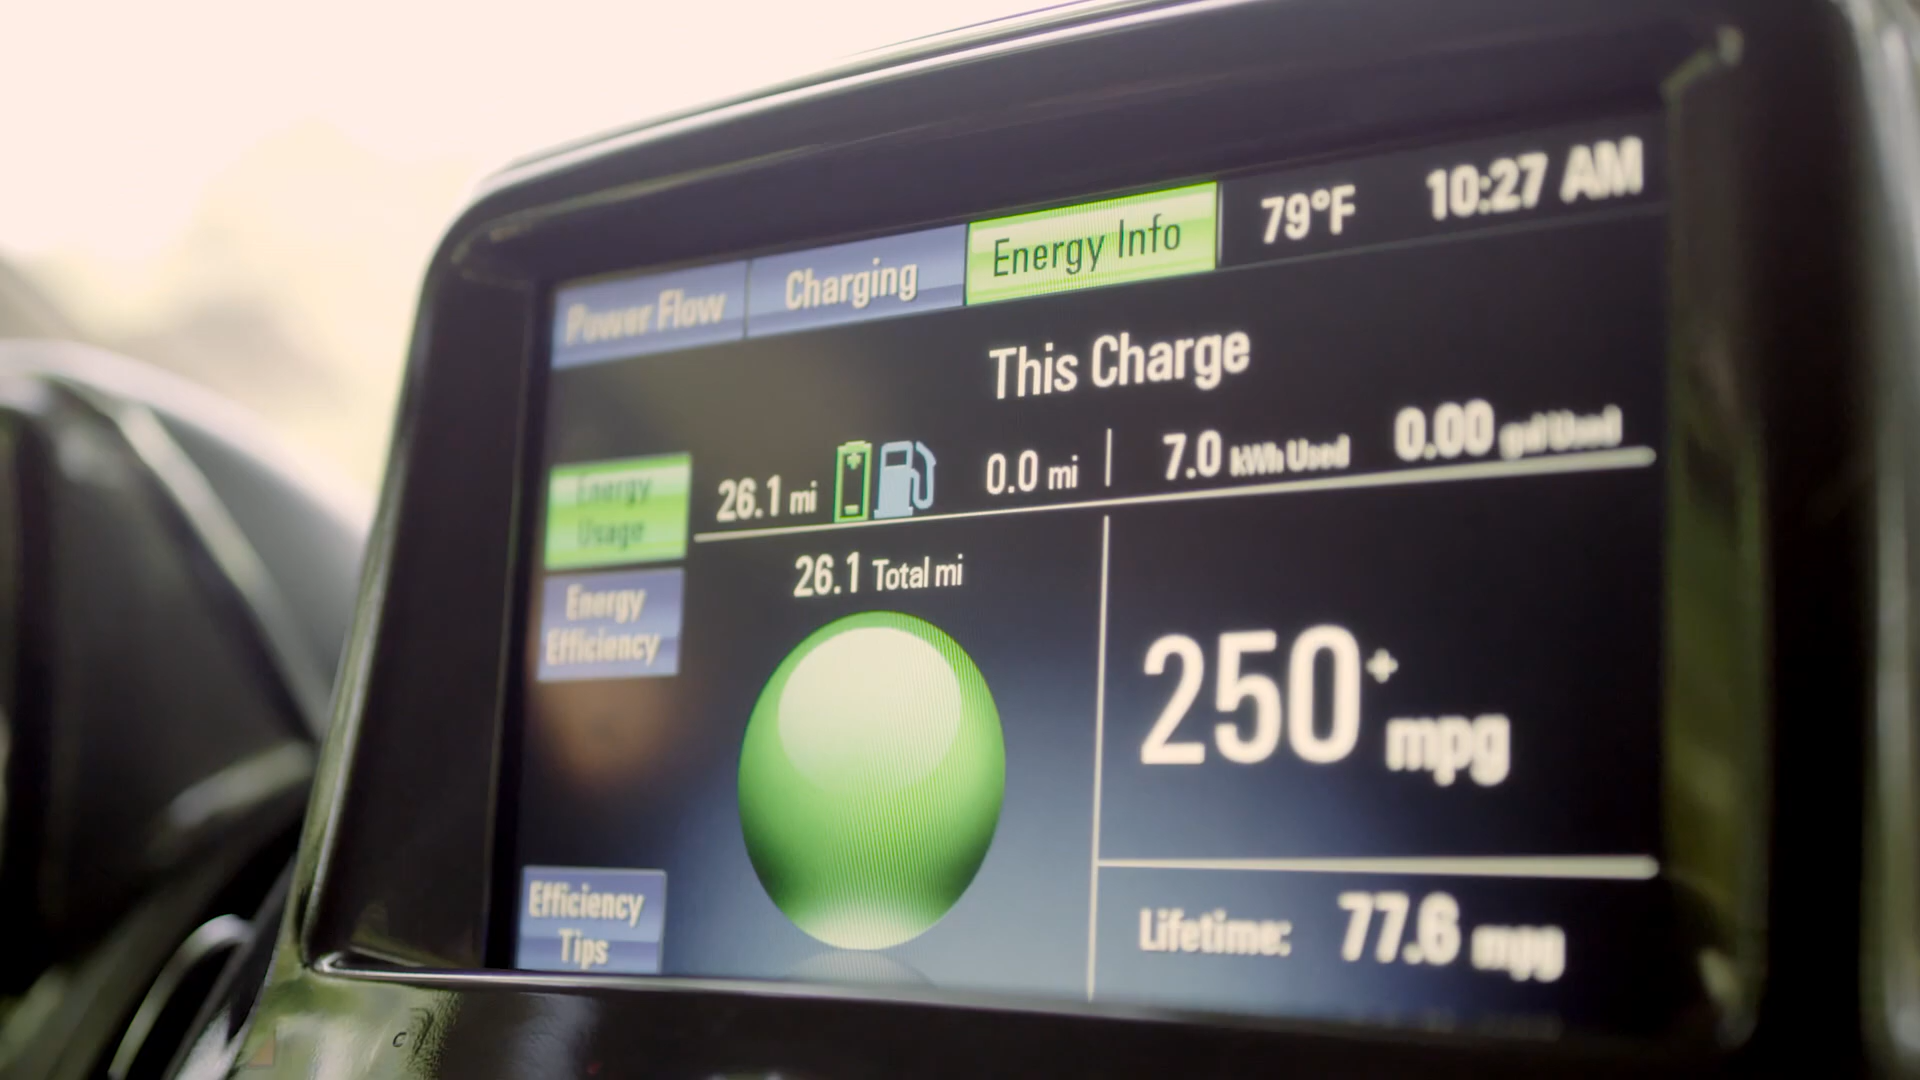 Power Flow Charging Energy Info 79°F 10:27 AM
This Charge
26.1 mi 0.0 mi 7.0 kWh Used 0.00 gal Used
Energy
Usage
26.1 Total mi
Energy
Efficiency
250+ mpg
Efficiency
Tips
Lifetime: 77.6 mpg